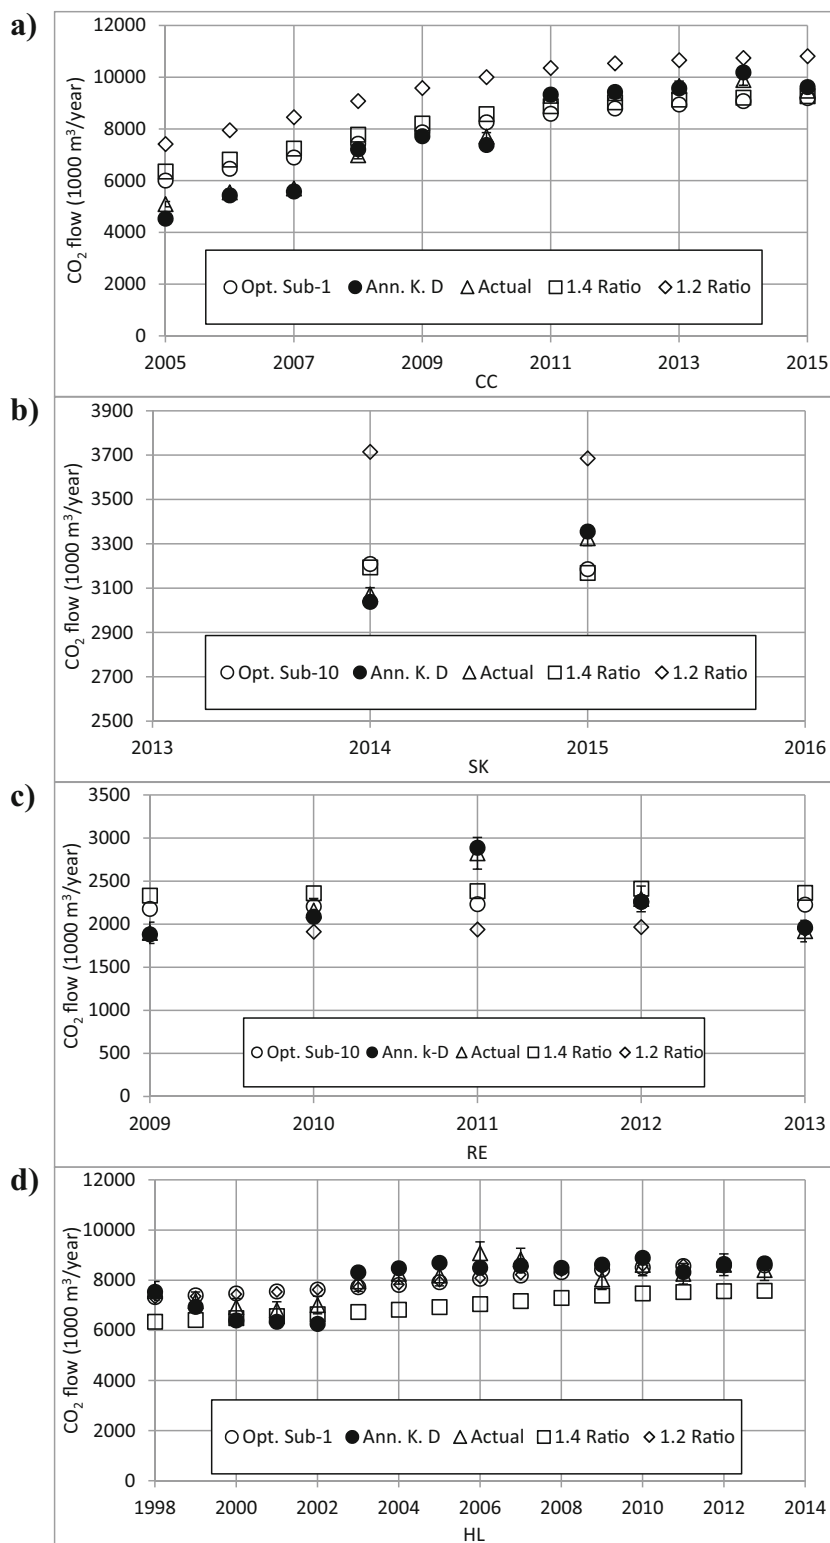 a)
12000
10000
8000
6000
4000
2000
0
CO2 flow (1000 m3/year)
Opt. Sub-1 Ann. K. D Actual 1.4 Ratio 1.2 Ratio
2005 2007 2009 2011 2013 2015
CC
b)
3900
3700
3500
3300
3100
2900
2700
2500
CO2 flow (1000 m3/year)
Opt. Sub-10 Ann. K. D Actual 1.4 Ratio 1.2 Ratio
2013 2014 2015 2016
SK
c)
3500
3000
2500
2000
1500
1000
500
0
CO2 flow (1000 m3/year)
Opt. Sub-10 Ann. k-D Actual 1.4 Ratio 1.2 Ratio
2009 2010 2011 2012 2013
RE
d)
12000
10000
8000
6000
4000
2000
0
CO2 flow (1000 m3/year)
Opt. Sub-1 Ann. K. D Actual 1.4 Ratio 1.2 Ratio
1998 2000 2002 2004 2006 2008 2010 2012 2014
HL